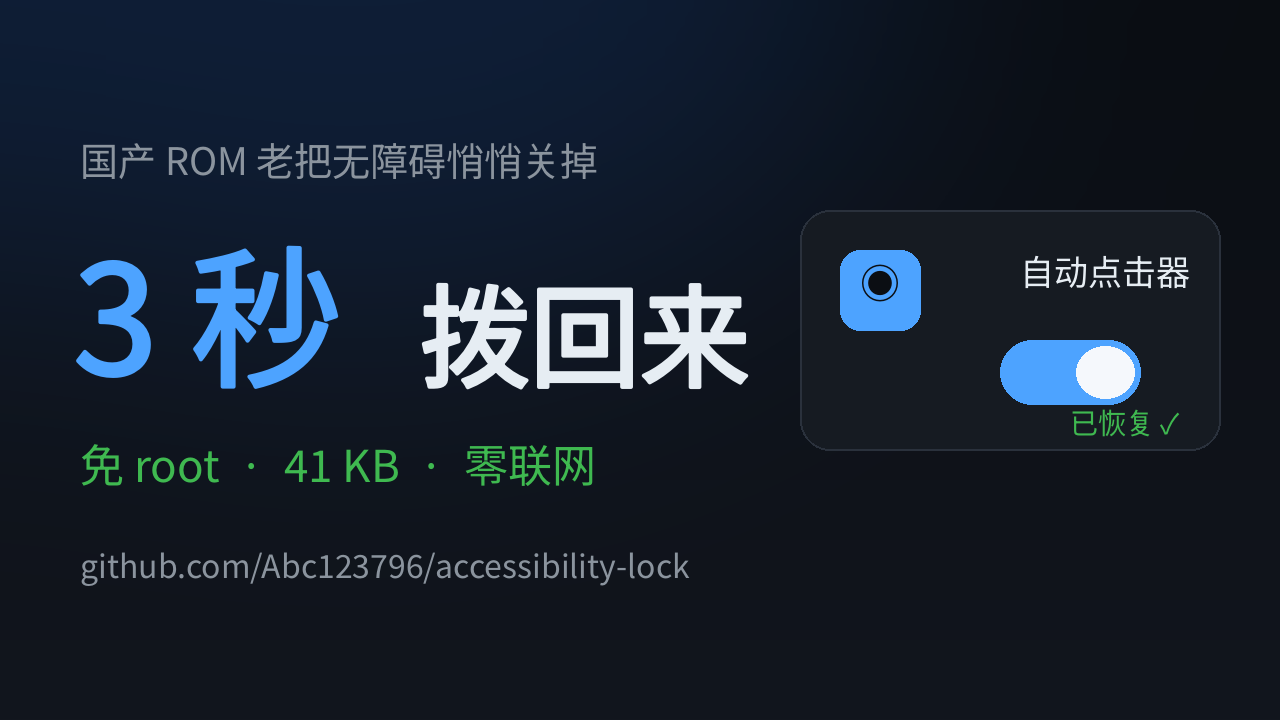 国产 ROM 老把无障碍悄悄关掉
3 秒 拨回来
免 root · 41 KB · 零联网
github.com/Abc123796/accessibility-lock
自动点击器
已恢复 ✓